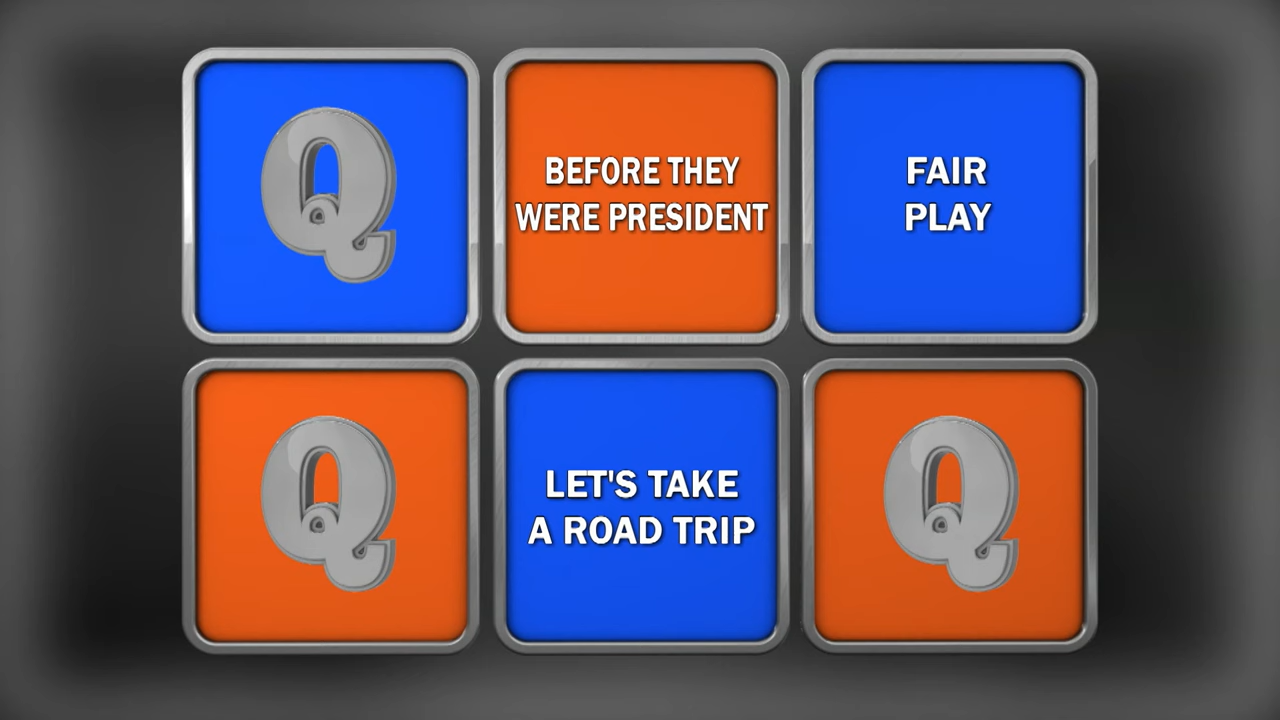 Q
BEFORE THEY
WERE PRESIDENT
FAIR
PLAY
Q
LET'S TAKE
A ROAD TRIP
Q